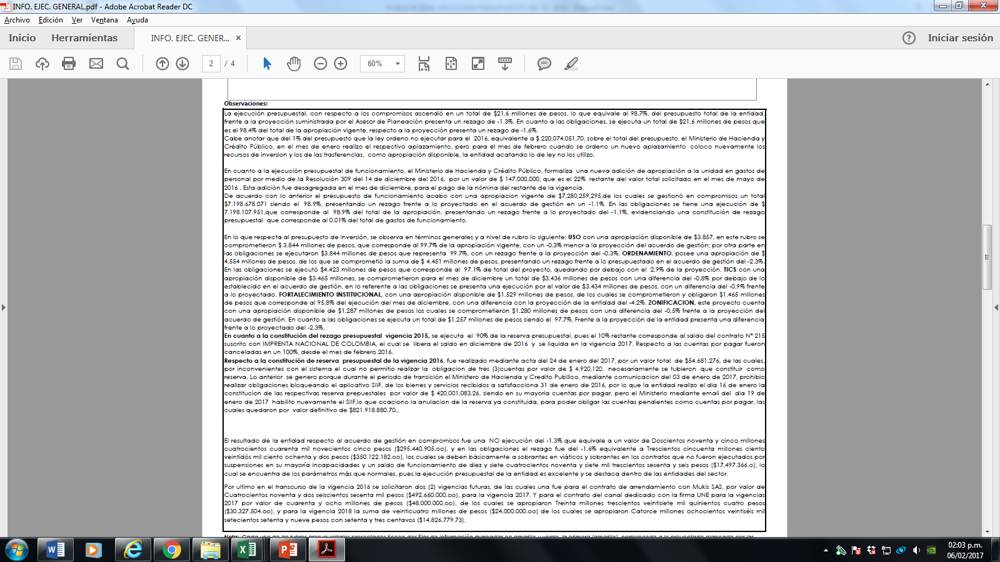 INFO. EJEC. GENERAL.pdf - Adobe Acrobat Reader DC
Archivo Edición Ver Ventana Ayuda
Inicio Herramientas INFO. EJEC. GENER... × Iniciar sesión
2 / 4 60%
Observaciones:
La ejecución presupuestal, con respecto a los compromisos ascendió en un total de $21.6 millones de pesos, lo que equivale al 98.7%, del presupuesto total de la entidad,
frente a la proyección suministrada por el Asesor de Planeación presenta un rezago de -1.3%. En cuanto a las obligaciones, se ejecuta un total de $21.6 millones de pesos que
es el 98.4% del total de la apropiación vigente, respecto a la proyección presenta un rezago de -1.6%.
Cabe anotar que del 1% del presupuesto que la ley ordeno no ejecutar para el 2016, equivalente a $ 220,074,051,70, sobre el total del presupuesto, el Ministerio de Hacienda y
Crédito Público, en el mes de enero realizo el respectivo aplazamiento, pero para el mes de febrero cuando se ordeno un nuevo aplazamiento coloco nuevamente los
recursos de inversion y los de las trasferencias, como apropiación disponible, la entidad acatando lo de ley no los utilizo,
En cuanto a la ejecución presupuestal de funcionamiento, el Ministerio de Hacienda y Crédito Público, formaliza una nueva adición de apropiación a la unidad en gastos de
personal por medio de la Resolución 309 del 14 de diciembre del 2016, por un valor de $ 147.000.000, que es el 22% restante del valor total solicitado en el mes de mayo de
2016 . Esta adición fue desagregada en el mes de diciembre, para el pago de la nómina del restante de la vigencia.
De acuerdo con lo anterior el presupuesto de funcionamiento acabo con una apropiacion vigente de $7,280,259,295,de los cuales se gestionó en compromisos un total
$7.198.678.071 siendo el 98.9%, presentando un rezago frente a lo proyectado en el acuerdo de gestión en un -1.1%. En las obligaciones se tiene una ejecución de $
7.198.107.951,que corresponde al 98.9% del total de la apropiación, presentando un rezago frente a lo proyectado del -1.1%, evidenciando una constitución de rezago
presupuestal que corresponde al 0.01% del total de gastos de funcionamiento.
En lo que respecta al presupuesto de Inversión, se observa en términos generales y a nivel de rubro lo siguiente: USO con una apropiación disponible de $3.857, en este rubro se
comprometieron $ 3.844 millones de pesos, que corresponde al 99.7% de la apropiación vigente, con un -0.3% menor a la proyección del acuerdo de gestión; por otra parte en
las obligaciones se ejecutaron $3.844 millones de pesos que representa 99.7%, con un rezago frente a la proyección del -0.3%. ORDENAMIENTO, posee una apropiación de $
4,554 millones de pesos, de los que se comprometió la suma de $ 4.451 millones de pesos, presentando un rezago frente a lo presupuestado en el acuerdo de gestión del -2.3%.
En las obligaciones se ejecutó $4.423 millones de pesos que corresponde al 97.1% de total del proyecto, quedando por debajo con el 2,9% de la proyección. TICS con una
apropiación disponible de $3.465 millones, se comprometieron para el mes de diciembre un total de $3.436 millones de pesos con una diferencia del -0.8% por debajo de lo
establecido en el acuerdo de gestión, en lo referente a las obligaciones se presenta una ejecución por el valor de $3.434 millones de pesos, con un diferencia del -0.9% frente
a lo proyectado. FORTALECIMIENTO INSTITUCIONAL, con una apropiación disponible de $1.529 millones de pesos, de los cuales se comprometieron y obligaron $1.465 millones
de pesos que corresponde al 95.8% del ejecución del mes de diciembre, con una diferencia con la proyección de la entidad del -4.2%. ZONIFICACION, este proyecto cuenta
con una apropiación disponible de $1.287 millones de pesos los cuales se comprometieron $1.280 millones de pesos con una diferencia del -0.5% frente a la proyección del
acuerdo de gestión. En cuanto a las obligaciones se ejecuta un total de $1.257 millones de pesos siendo el 97.7%, Frente a la proyección de la entidad presenta una diferencia
frente a lo proyectado del -2.3%.
En cuanto a la constitución del rezago presupuestal vigencia 2015, se ejecuta el 90% de la reserva presupuestal, pues el 10% restante corresponde al saldo del contrato N° 215
suscrito con IMPRENTA NACIONAL DE COLOMBIA, el cual se libera el saldo en diciembre de 2016 y se liquida en la vigencia 2017. Respecto a las cuentas por pagar fueron
canceladas en un 100%, desde el mes de febrero 2016.
Respecto a la constitución de reserva presupuestal de la vigencia 2016, fue realizado mediante acta del 24 de enero del 2017, por un valor total de $54.681.276, de las cuales,
por inconvenientes con el sistema el cual no permitio realizar la obligacion de tres (3)cuentas por valor de $ 4,920,120, necesariamente se tubieron que constituir como
reserva. Lo anterior se genero porque durante el periodo de transición el Ministero de Hacienda y Credito Publlico, mediante comunicacion del 03 de enero de 2017, prohibio
realizar obligaciones bloqueando el aplicativo SIIF, de los bienes y servicios recibidos a satisfacciona 31 de enero de 2016, por lo que la entidad realizo el dia 16 de enero la
constitucion de las respectivas reserva prepuestales por valor de $ 420,001,083,26, siendo en su mayoria cuentas por pagar, pero el Ministerio mediante email del dia 19 de
enero de 2017 habilito nuevamente el SIIF,lo que ocaciono la anulacion de la reserva ya constituida, para poder obligar las cuentas pendientes como cuentas por pagar, las
cuales quedaron por valor definitivo de $821.918.880.70.,
El resultado de la entidad respecto al acuerdo de gestión en compromisos fue una NO ejecución del -1.3% que equivale a un valor de Doscientos noventa y cinco millones
cuatrocientos cuarenta mil novecientos cinco pesos ($295.440.905.oo), y en las obligaciones el rezago fue del -1.6% equivalente a Trescientos cincuenta millones ciento
veintidós mil ciento ochenta y dos pesos ($350.122.182,oo), los cuales se deben básicamente a sobrantes en viáticos y sobrantes en los contratos que no fueron ejecutados por
suspensiones en su mayoría incapacidades y un saldo de funcionamiento de diez y siete cuatrocientos noventa y siete mil trescientos sesenta y seis pesos ($17.497.366.o), lo
cual se encuentra de los parámetros más que normales, pues la ejecución presupuestal de la entidad es excelente y se destaca dentro de las entidades del sector.
Por ultimo en el transcurso de la vigencia 2016 se solicitaron dos (2) vigencias futuras, de las cuales una fue para el contrato de arrendamiento con Mukis SAS, por valor de
Cuatrocientos noventa y dos seiscientos sesenta mil pesos ($492.660.000.oo), para la vigencia 2017. Y para el contrato del canal dedicado con la firma UNE para la vigencias
2017 por valor de cuarenta y ocho millones de pesos ($48.000.000.oo), de los cuales se apropiaron Treinta millones trescientos veintisiete mil quinientos cuatro pesos
($30.327.504.oo), y para la vigencia 2018 la suma de veinticuatro millones de pesos ($24.000.000.oo) de los cuales se apropiaron Catorce millones ochocientos veintiséis mil
setecientos setenta y nueve pesos con setenta y tres centavos ($14.826.779.73).
02:03 p.m.
06/02/2017